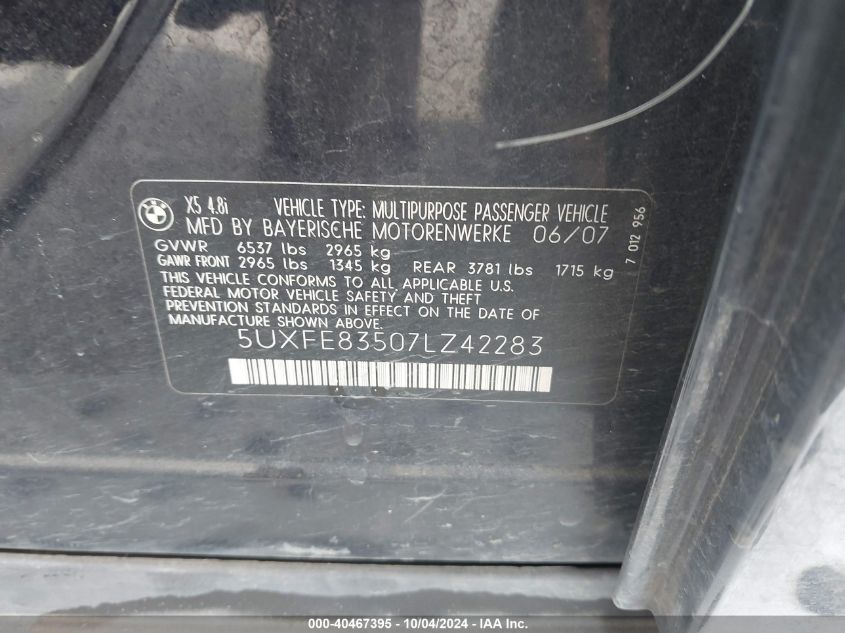 X5 4.8i VEHICLE TYPE: MULTIPURPOSE PASSENGER VEHICLE
MFD BY BAYERISCHE MOTORENWERKE 06/07
GVWR 6537 lbs 2965 kg
GAWR FRONT 2965 lbs 1345 kg REAR 3781 lbs 1715 kg
THIS VEHICLE CONFORMS TO ALL APPLICABLE U.S.
FEDERAL MOTOR VEHICLE SAFETY AND THEFT
PREVENTION STANDARDS IN EFFECT ON THE DATE OF
MANUFACTURE SHOWN ABOVE.
5UXFE83507LZ42283
7 012 956
000-40467395 - 10/04/2024 - IAAI Inc.